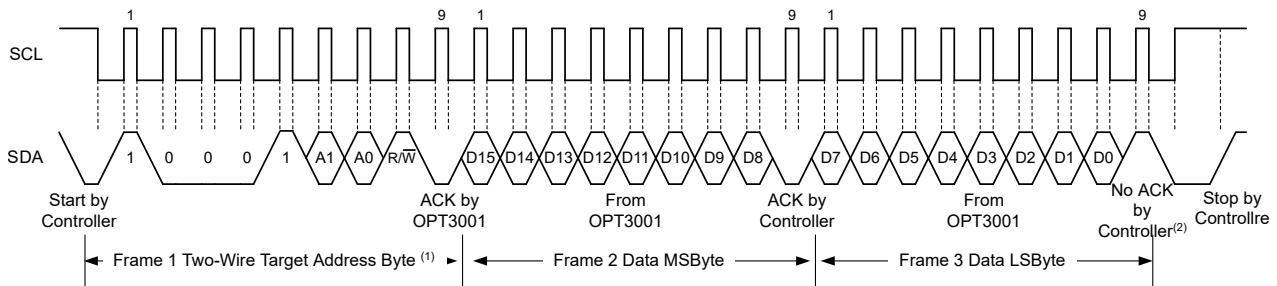 1 9 1 9 1 9
SCL
SDA
1 0 0 0 1 A1 A0 R/W D15 D14 D13 D12 D11 D10 D9 D8 D7 D6 D5 D4 D3 D2 D1 D0
Start by
Controller
ACK by
OPT3001
From
OPT3001
ACK by
Controller
From
OPT3001
No ACK
by
Controller(2)
Stop by
Controllre
Frame 1 Two-Wire Target Address Byte (1)
Frame 2 Data MSByte
Frame 3 Data LSByte